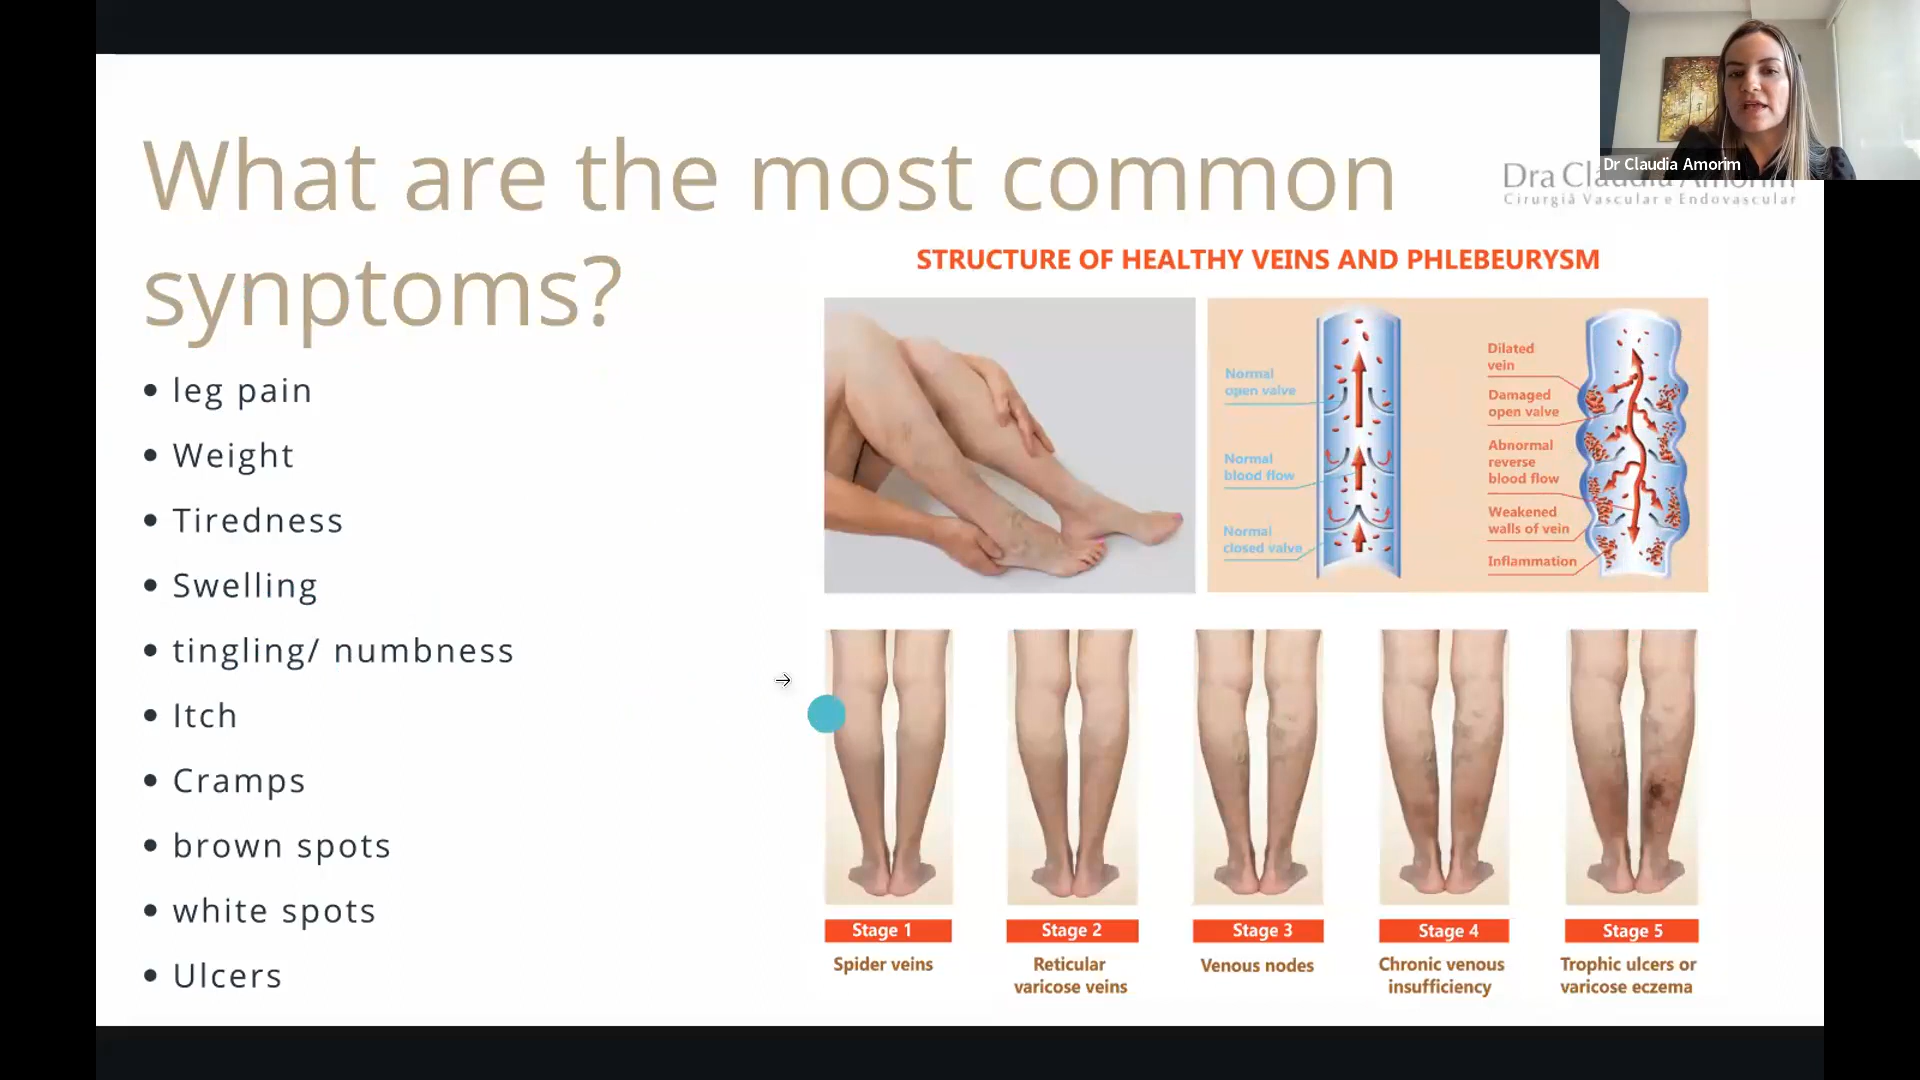 Dr Claudia Amorim
Dra Claudia Amorim
Cirurgiã Vascular e Endovascular
What are the most common
synptoms?
• leg pain
• Weight
• Tiredness
• Swelling
• tingling/ numbness
• Itch
• Cramps
• brown spots
• white spots
• Ulcers
STRUCTURE OF HEALTHY VEINS AND PHLEBEURYSM
Normal
open valve
Normal
blood flow
Normal
closed valve
Dilated
vein
Damaged
open valve
Abnormal
reverse
blood flow
Weakened
walls of vein
Inflammation
Stage 1
Spider veins
Stage 2
Reticular
varicose veins
Stage 3
Venous nodes
Stage 4
Chronic venous
insufficiency
Stage 5
Trophic ulcers or
varicose eczema